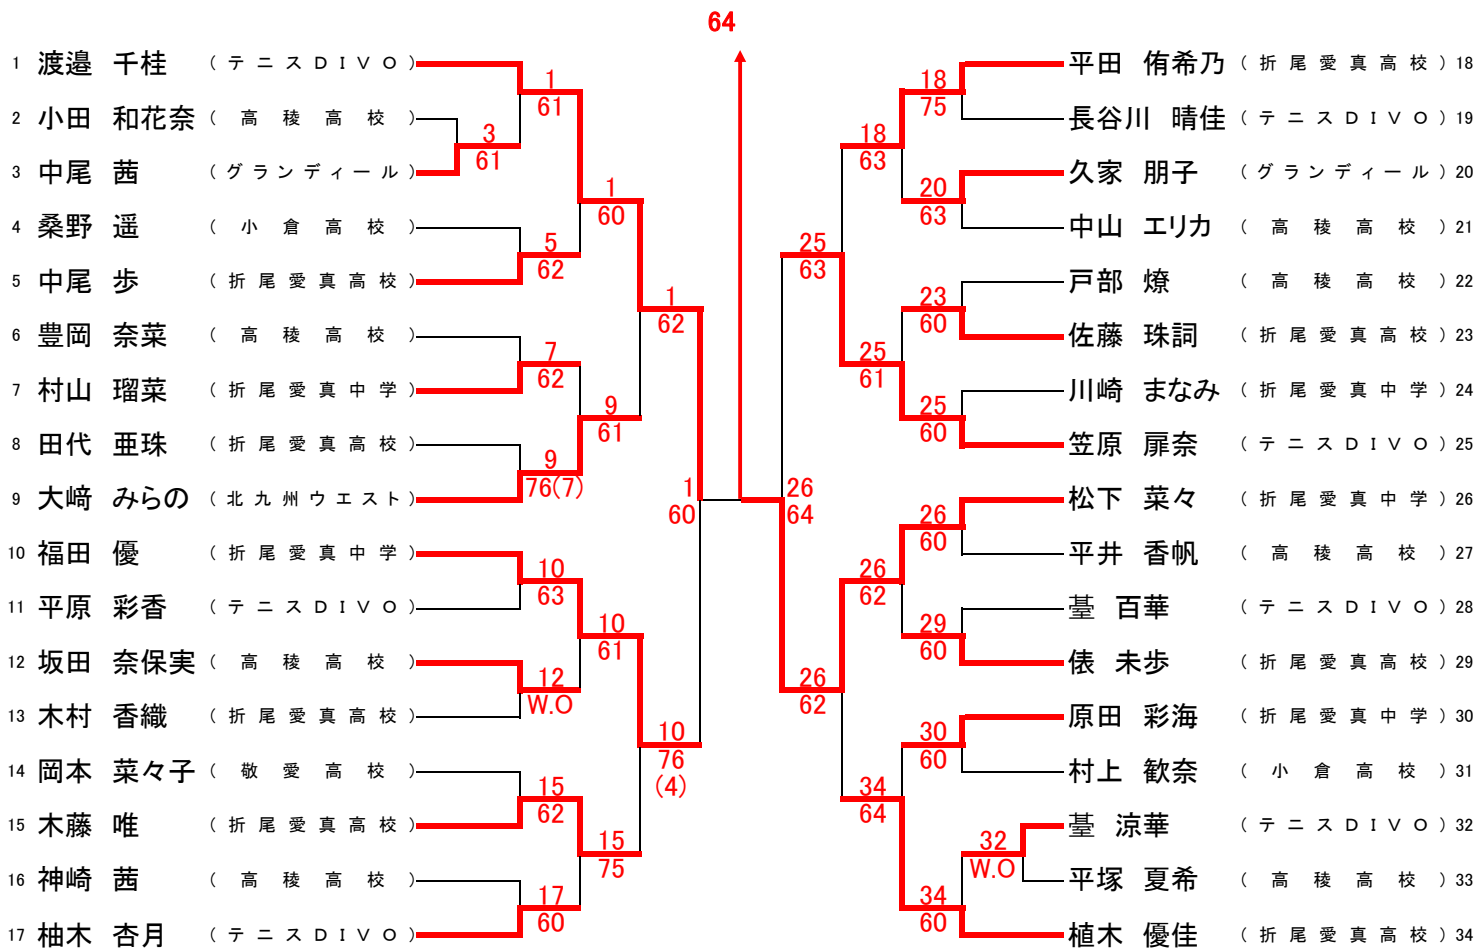 64
1 渡邉 千桂 (テニスDIVO)
2 小田 和花奈 (高稜高校)
3 中尾 茜 (グランディール)
4 桑野 遥 (小倉高校)
5 中尾 歩 (折尾愛真高校)
6 豊岡 奈菜 (高稜高校)
7 村山 瑠菜 (折尾愛真中学)
8 田代 亜珠 (折尾愛真高校)
9 大﨑 みらの (北九州ウエスト)
10 福田 優 (折尾愛真中学)
11 平原 彩香 (テニスDIVO)
12 坂田 奈保実 (高稜高校)
13 木村 香織 (折尾愛真高校)
14 岡本 菜々子 (敬愛高校)
15 木藤 唯 (折尾愛真高校)
16 神崎 茜 (高稜高校)
17 柚木 杏月 (テニスDIVO)
3
61
1
61
5
62
7
62
9
76(7)
10
63
12
W.O
15
62
17
60
1
60
9
61
10
61
15
75
1
62
10
76
(4)
1
60
26
64
25
63
26
62
18
63
25
61
26
62
34
64
18
75
20
63
23
60
25
60
26
60
29
60
30
60
34
60
32
W.O
平田 侑希乃 (折尾愛真高校) 18
長谷川 晴佳 (テニスDIVO) 19
久家 朋子 (グランディール) 20
中山 エリカ (高稜高校) 21
戸部 燎 (高稜高校) 22
佐藤 珠詞 (折尾愛真高校) 23
川崎 まなみ (折尾愛真中学) 24
笠原 扉奈 (テニスDIVO) 25
松下 菜々 (折尾愛真中学) 26
平井 香帆 (高稜高校) 27
百華 (テニスDIVO) 28
俵 未歩 (折尾愛真高校) 29
原田 彩海 (折尾愛真中学) 30
村上 歓奈 (小倉高校) 31
涼華 (テニスDIVO) 32
平塚 夏希 (高稜高校) 33
植木 優佳 (折尾愛真高校) 34